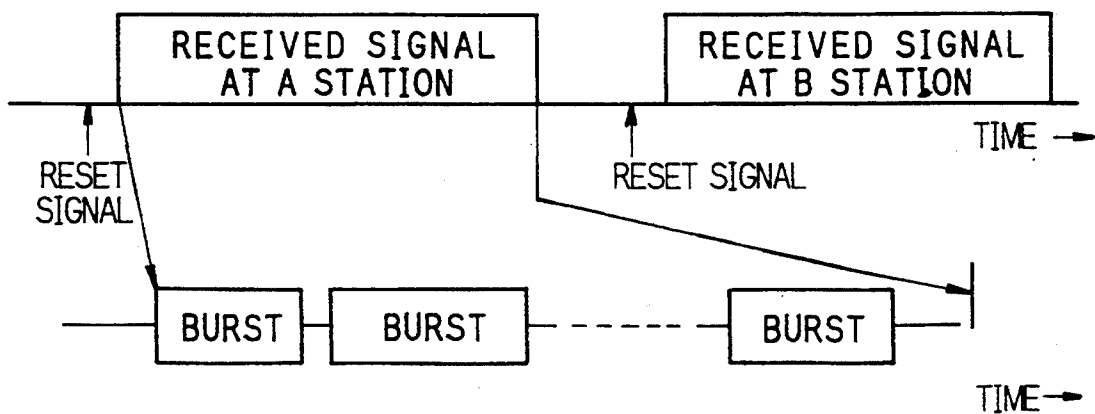 RECEIVED SIGNAL
AT A STATION
RECEIVED SIGNAL
AT B STATION
TIME
RESET
SIGNAL
RESET SIGNAL
BURST
BURST
BURST
TIME